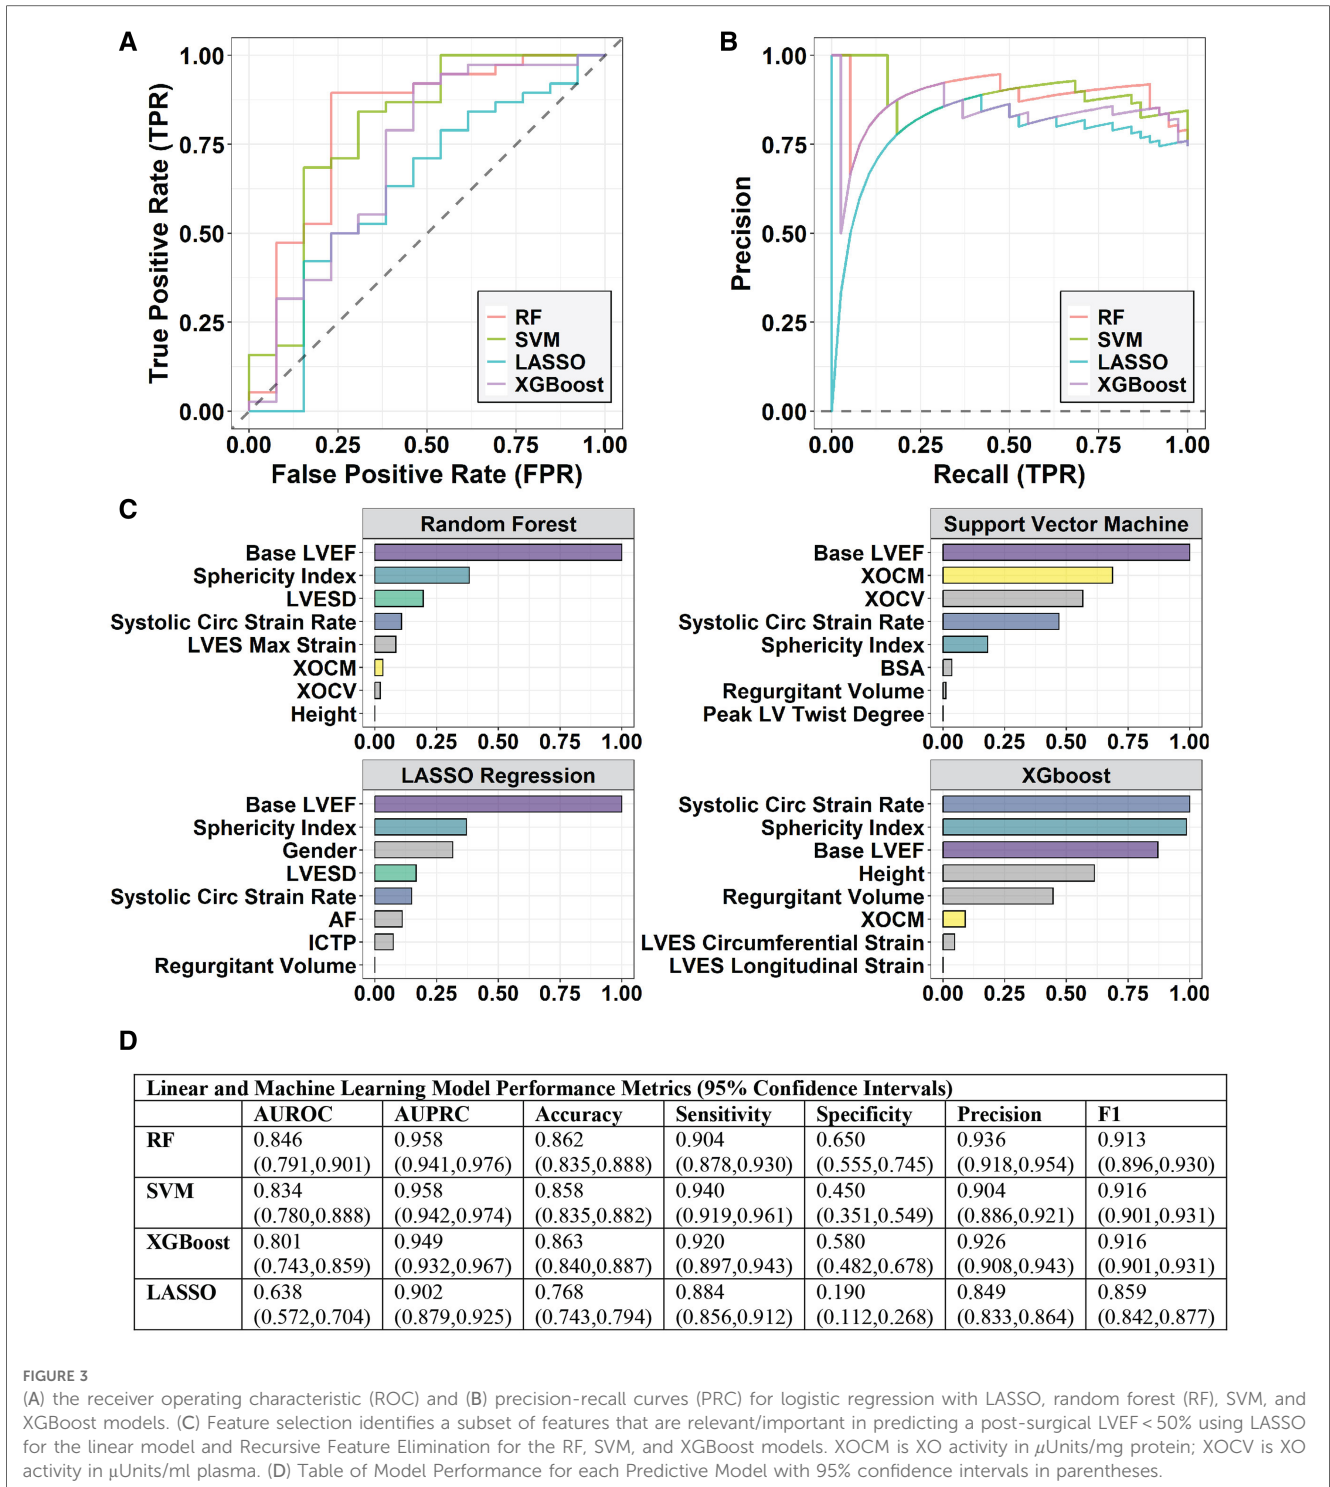 A
True Positive Rate (TPR)
1.00
0.75
0.50
0.25
0.00
RF
SVM
LASSO
XGBoost
0.00 0.25 0.50 0.75 1.00
False Positive Rate (FPR)
B
Precision
1.00
0.75
0.50
0.25
0.00
RF
SVM
LASSO
XGBoost
0.00 0.25 0.50 0.75 1.00
Recall (TPR)
C
Random Forest
Base LVEF
Sphericity Index
LVESD
Systolic Circ Strain Rate
LVES Max Strain
XOCM
XOCV
Height
0.00 0.25 0.50 0.75 1.00
Support Vector Machine
Base LVEF
XOCM
XOCV
Systolic Circ Strain Rate
Sphericity Index
BSA
Regurgitant Volume
Peak LV Twist Degree
0.00 0.25 0.50 0.75 1.00
LASSO Regression
Base LVEF
Sphericity Index
Gender
LVESD
Systolic Circ Strain Rate
AF
ICTP
Regurgitant Volume
0.00 0.25 0.50 0.75 1.00
XGboost
Systolic Circ Strain Rate
Sphericity Index
Base LVEF
Height
Regurgitant Volume
XOCM
LVES Circumferential Strain
LVES Longitudinal Strain
0.00 0.25 0.50 0.75 1.00
D
Linear and Machine Learning Model Performance Metrics (95% Confidence Intervals)
AUROC AUPRC Accuracy Sensitivity Specificity Precision F1
RF 0.846 0.958 0.862 0.904 0.650 0.936 0.913
(0.791,0.901) (0.941,0.976) (0.835,0.888) (0.878,0.930) (0.555,0.745) (0.918,0.954) (0.896,0.930)
SVM 0.834 0.958 0.858 0.940 0.450 0.904 0.916
(0.780,0.888) (0.942,0.974) (0.835,0.882) (0.919,0.961) (0.351,0.549) (0.886,0.921) (0.901,0.931)
XGBoost 0.801 0.949 0.863 0.920 0.580 0.926 0.916
(0.743,0.859) (0.932,0.967) (0.840,0.887) (0.897,0.943) (0.482,0.678) (0.908,0.943) (0.901,0.931)
LASSO 0.638 0.902 0.768 0.884 0.190 0.849 0.859
(0.572,0.704) (0.879,0.925) (0.743,0.794) (0.856,0.912) (0.112,0.268) (0.833,0.864) (0.842,0.877)
FIGURE 3
(A) the receiver operating characteristic (ROC) and (B) precision-recall curves (PRC) for logistic regression with LASSO, random forest (RF), SVM, and
XGBoost models. (C) Feature selection identifies a subset of features that are relevant/important in predicting a post-surgical LVEF < 50% using LASSO
for the linear model and Recursive Feature Elimination for the RF, SVM, and XGBoost models. XOCM is XO activity in μUnits/mg protein; XOCV is XO
activity in μUnits/ml plasma. (D) Table of Model Performance for each Predictive Model with 95% confidence intervals in parentheses.